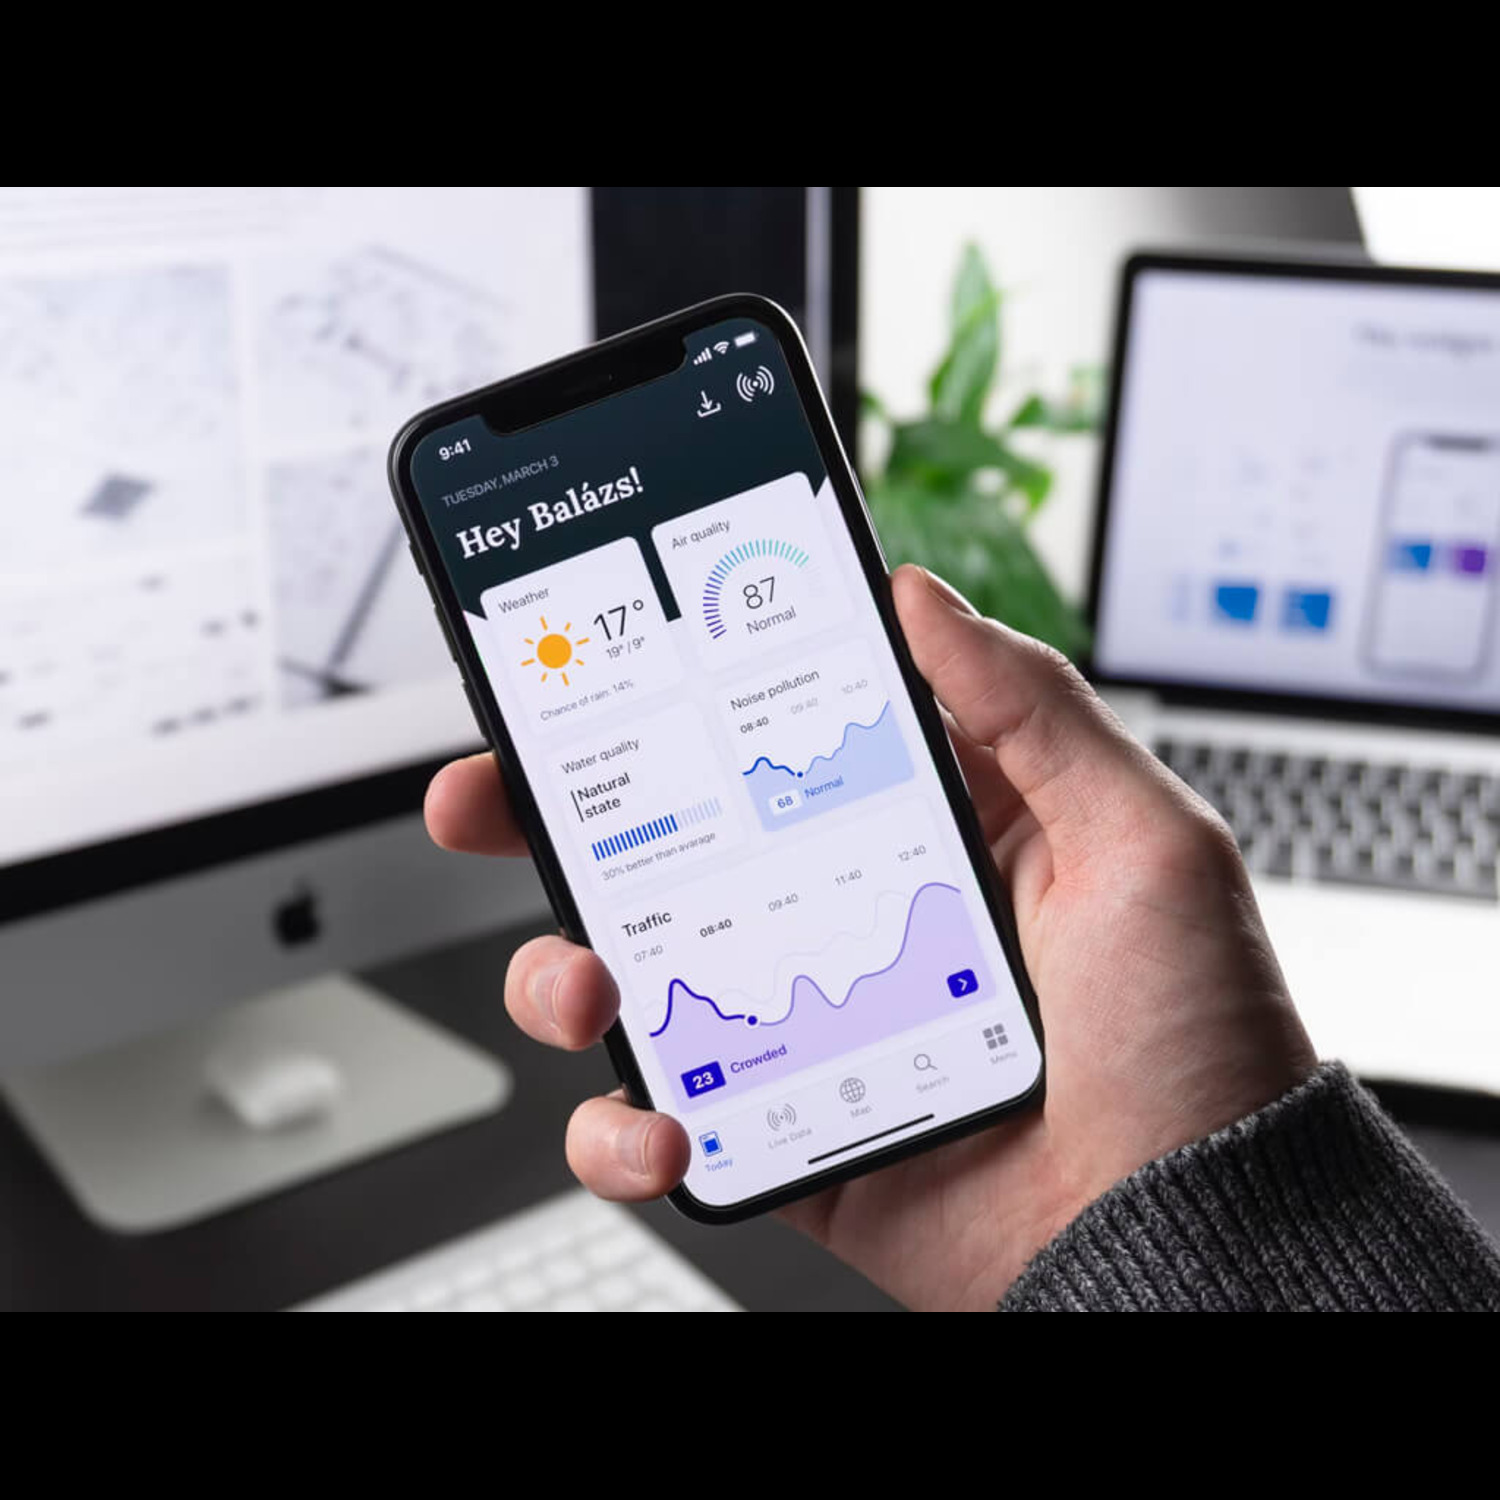 9:41
TUESDAY, MARCH 3
Hey Balázs!
Weather
17°
19° / 9°
Chance of rain: 14%
Air quality
87
Normal
Water quality
Natural
state
30% better than avarage
Noise pollution
08:40 09:40 10:40
68 Normal
Traffic
07:40 08:40 09:40 11:40 12:40
23 Crowded
Today Live Data Map Search Menu